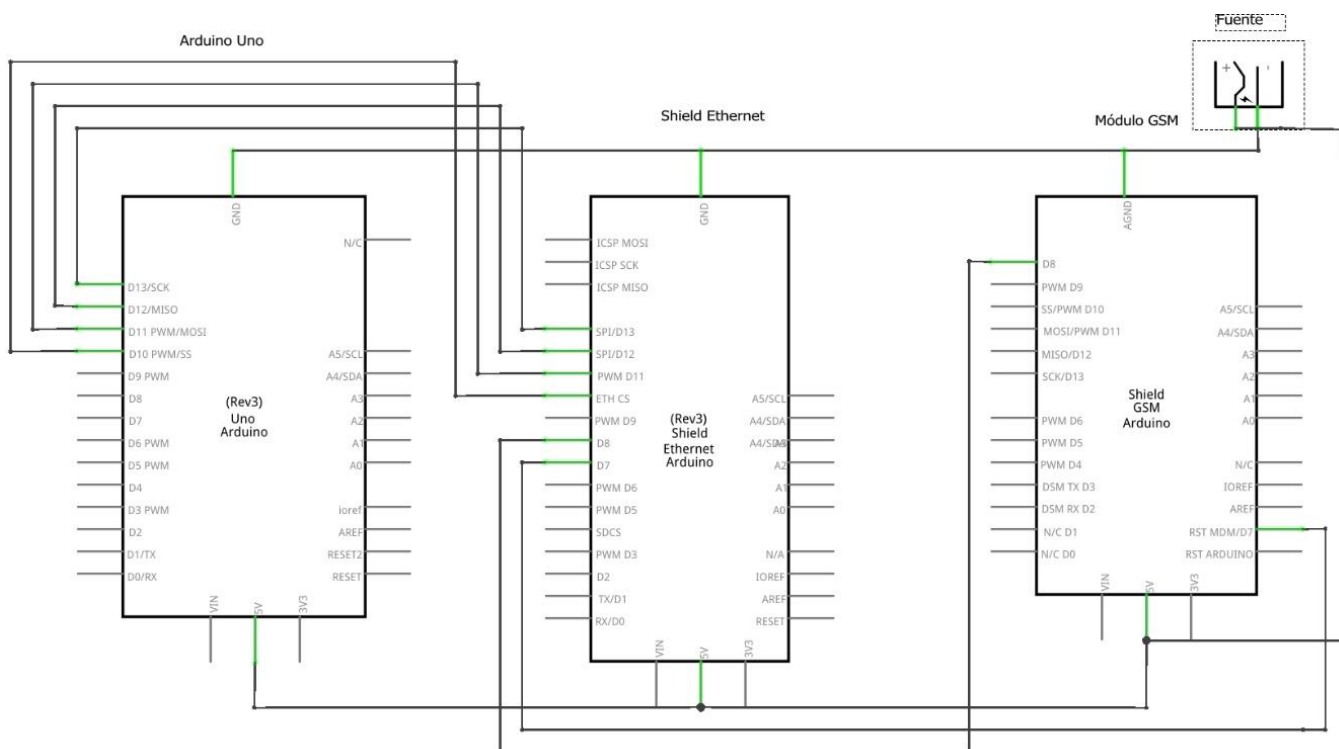 Fuente
+ -
Arduino Uno
Shield Ethernet
Módulo GSM
GND
N/C
D13/SCK
D12/MISO
D11 PWM/MOSI
D10 PWM/SS
D9 PWM
D8
D7
D6 PWM
D5 PWM
D4
D3 PWM
D2
D1/TX
D0/RX
(Rev3)
Uno
Arduino
A5/SCL
A4/SDA
A3
A2
A1
A0
ioref
AREF
RESET2
RESET
VIN
5V
3V3
GND
ICSP MOSI
ICSP SCK
ICSP MISO
SPI/D13
SPI/D12
PWM D11
ETH CS
PWM D9
D8
D7
PWM D6
PWM D5
SDCS
PWM D3
D2
TX/D1
RX/D0
(Rev3)
Shield
Ethernet
Arduino
A5/SCL
A4/SDA
A4/SDA
A2
A1
A0
N/A
IOREF
AREF
RESET
VIN
5V
3V3
AGND
D8
PWM D9
SS/PWM D10
MOSI/PWM D11
MISO/D12
SCK/D13
PWM D6
PWM D5
PWM D4
DSM TX D3
DSM RX D2
N/C D1
N/C D0
Shield
GSM
Arduino
A5/SCL
A4/SDA
A3
A2
A1
A0
N/C
IOREF
AREF
RST MDM/D7
RST ARDUINO
VIN
5V
3V3